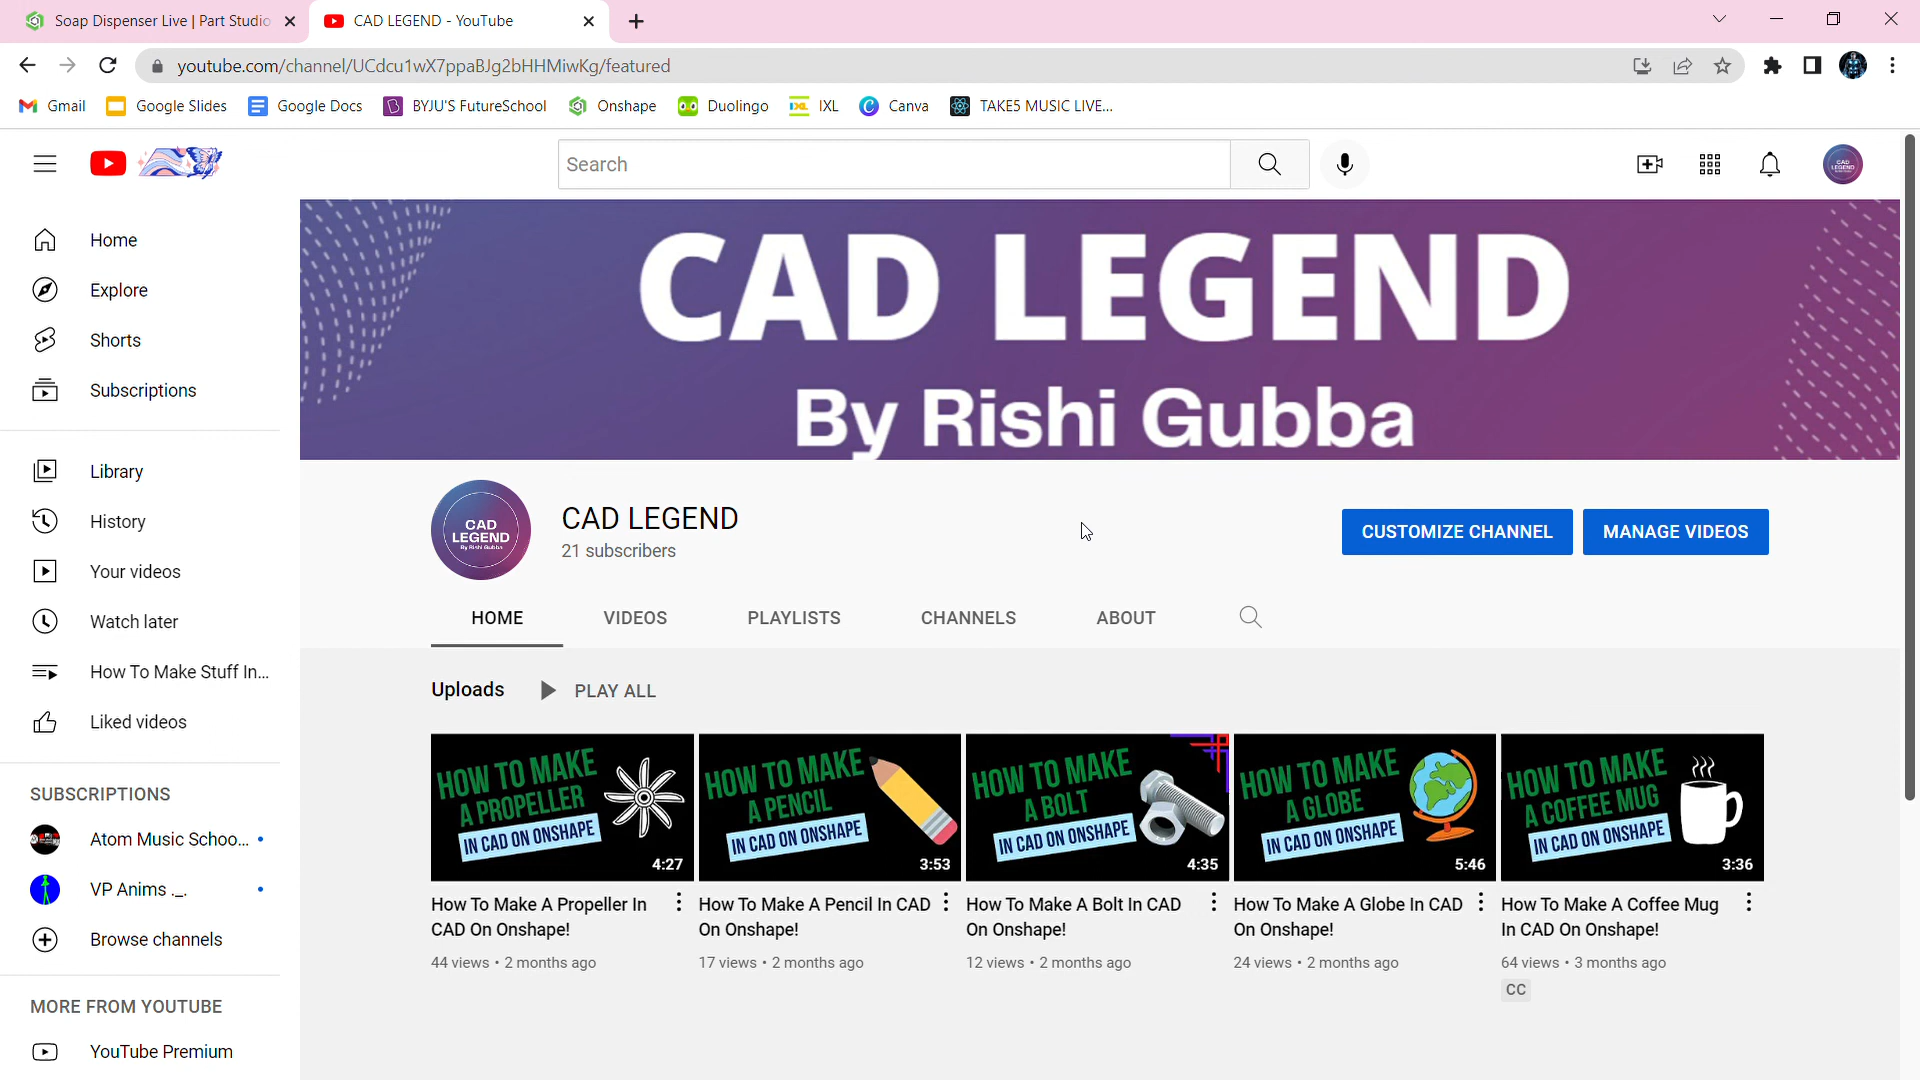 Soap Dispenser Live | Part Studio
CAD LEGEND - YouTube
youtube.com/channel/UCdcu1wX7ppaBJg2bHHMiwKg/featured
Gmail
Google Slides
Google Docs
BYJU'S FutureSchool
Onshape
Duolingo
IXL
Canva
TAKE5 MUSIC LIVE...
Search
Home
Explore
Shorts
Subscriptions
Library
History
Your videos
Watch later
How To Make Stuff In...
Liked videos
SUBSCRIPTIONS
Atom Music Schoo...
VP Anims ._.
Browse channels
MORE FROM YOUTUBE
YouTube Premium
CAD LEGEND
By Rishi Gubba
CAD
LEGEND
By Rishi Gubba
CAD LEGEND
21 subscribers
CUSTOMIZE CHANNEL
MANAGE VIDEOS
HOME
VIDEOS
PLAYLISTS
CHANNELS
ABOUT
Uploads
PLAY ALL
HOW TO MAKE
A PROPELLER
IN CAD ON ONSHAPE
4:27
How To Make A Propeller In
CAD On Onshape!
44 views • 2 months ago
HOW TO MAKE
A PENCIL
IN CAD ON ONSHAPE
3:53
How To Make A Pencil In CAD
On Onshape!
17 views • 2 months ago
HOW TO MAKE
A BOLT
IN CAD ON ONSHAPE
4:35
How To Make A Bolt In CAD
On Onshape!
12 views • 2 months ago
HOW TO MAKE
A GLOBE
IN CAD ON ONSHAPE
5:46
How To Make A Globe In CAD
On Onshape!
24 views • 2 months ago
HOW TO MAKE
A COFFEE MUG
IN CAD ON ONSHAPE
3:36
How To Make A Coffee Mug
In CAD On Onshape!
64 views • 3 months ago
CC